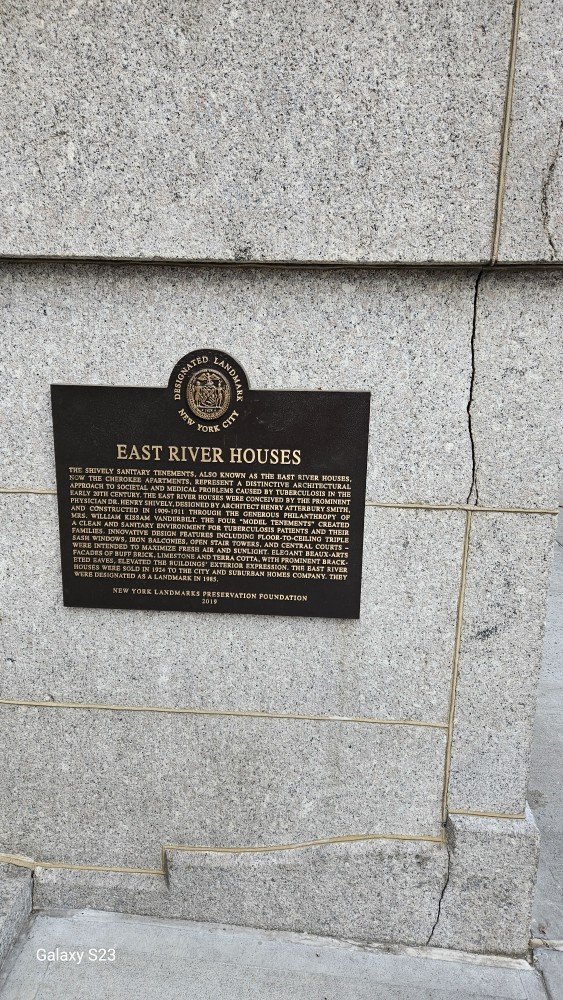 DESIGNATED LANDMARK
NEW YORK CITY
EAST RIVER HOUSES
THE SHIVELY SANITARY TENEMENTS, ALSO KNOWN AS THE EAST RIVER HOUSES,
NOW THE CHEROKEE APARTMENTS, REPRESENT A DISTINCTIVE ARCHITECTURAL
APPROACH TO SOCIETAL AND MEDICAL PROBLEMS CAUSED BY TUBERCULOSIS IN THE
EARLY 20TH CENTURY. THE EAST RIVER HOUSES WERE CONCEIVED BY THE PROMINENT
PHYSICIAN DR. HENRY SHIVELY, DESIGNED BY ARCHITECT HENRY ATTERBURY SMITH,
AND CONSTRUCTED IN 1909-1911 THROUGH THE GENEROUS PHILANTHROPY OF
MRS. WILLIAM KISSAM VANDERBILT. THE FOUR "MODEL TENEMENTS" CREATED
A CLEAN AND SANITARY ENVIRONMENT FOR TUBERCULOSIS PATIENTS AND THEIR
FAMILIES. INNOVATIVE DESIGN FEATURES INCLUDING FLOOR-TO-CEILING TRIPLE
SASH WINDOWS, IRON BALCONIES, OPEN STAIR TOWERS, AND CENTRAL COURTS –
WERE INTENDED TO MAXIMIZE FRESH AIR AND SUNLIGHT. ELEGANT BEAUX-ARTS
FACADES OF BUFF BRICK, LIMESTONE AND TERRA COTTA, WITH PROMINENT BRACK-
ETED EAVES, ELEVATED THE BUILDINGS' EXTERIOR EXPRESSION. THE EAST RIVER
HOUSES WERE SOLD IN 1924 TO THE CITY AND SUBURBAN HOMES COMPANY. THEY
WERE DESIGNATED AS A LANDMARK IN 1985.
NEW YORK LANDMARKS PRESERVATION FOUNDATION
2019
Galaxy S23